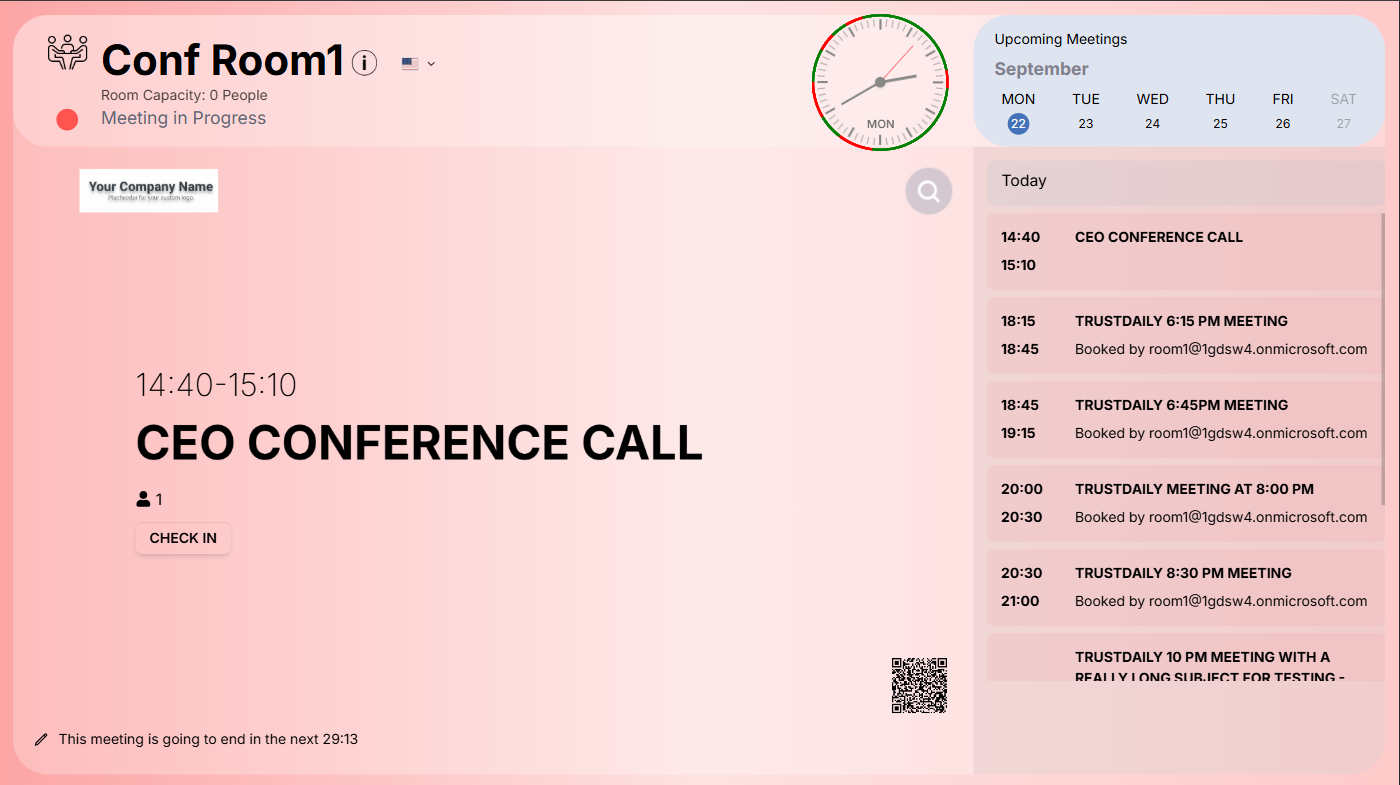 Conf Room1
Room Capacity: 0 People
Meeting in Progress
MON
Upcoming Meetings
September
MON TUE WED THU FRI SAT
22 23 24 25 26 27
Your Company Name
Placheoder for your custom logo.
Today
14:40 CEO CONFERENCE CALL
15:10
18:15 TRUSTDAILY 6:15 PM MEETING
18:45 Booked by room1@1gdsw4.onmicrosoft.com
18:45 TRUSTDAILY 6:45PM MEETING
19:15 Booked by room1@1gdsw4.onmicrosoft.com
20:00 TRUSTDAILY MEETING AT 8:00 PM
20:30 Booked by room1@1gdsw4.onmicrosoft.com
20:30 TRUSTDAILY 8:30 PM MEETING
21:00 Booked by room1@1gdsw4.onmicrosoft.com
TRUSTDAILY 10 PM MEETING WITH A
REALLY LONG SUBJECT FOR TESTING -
14:40-15:10
CEO CONFERENCE CALL
1
CHECK IN
This meeting is going to end in the next 29:13